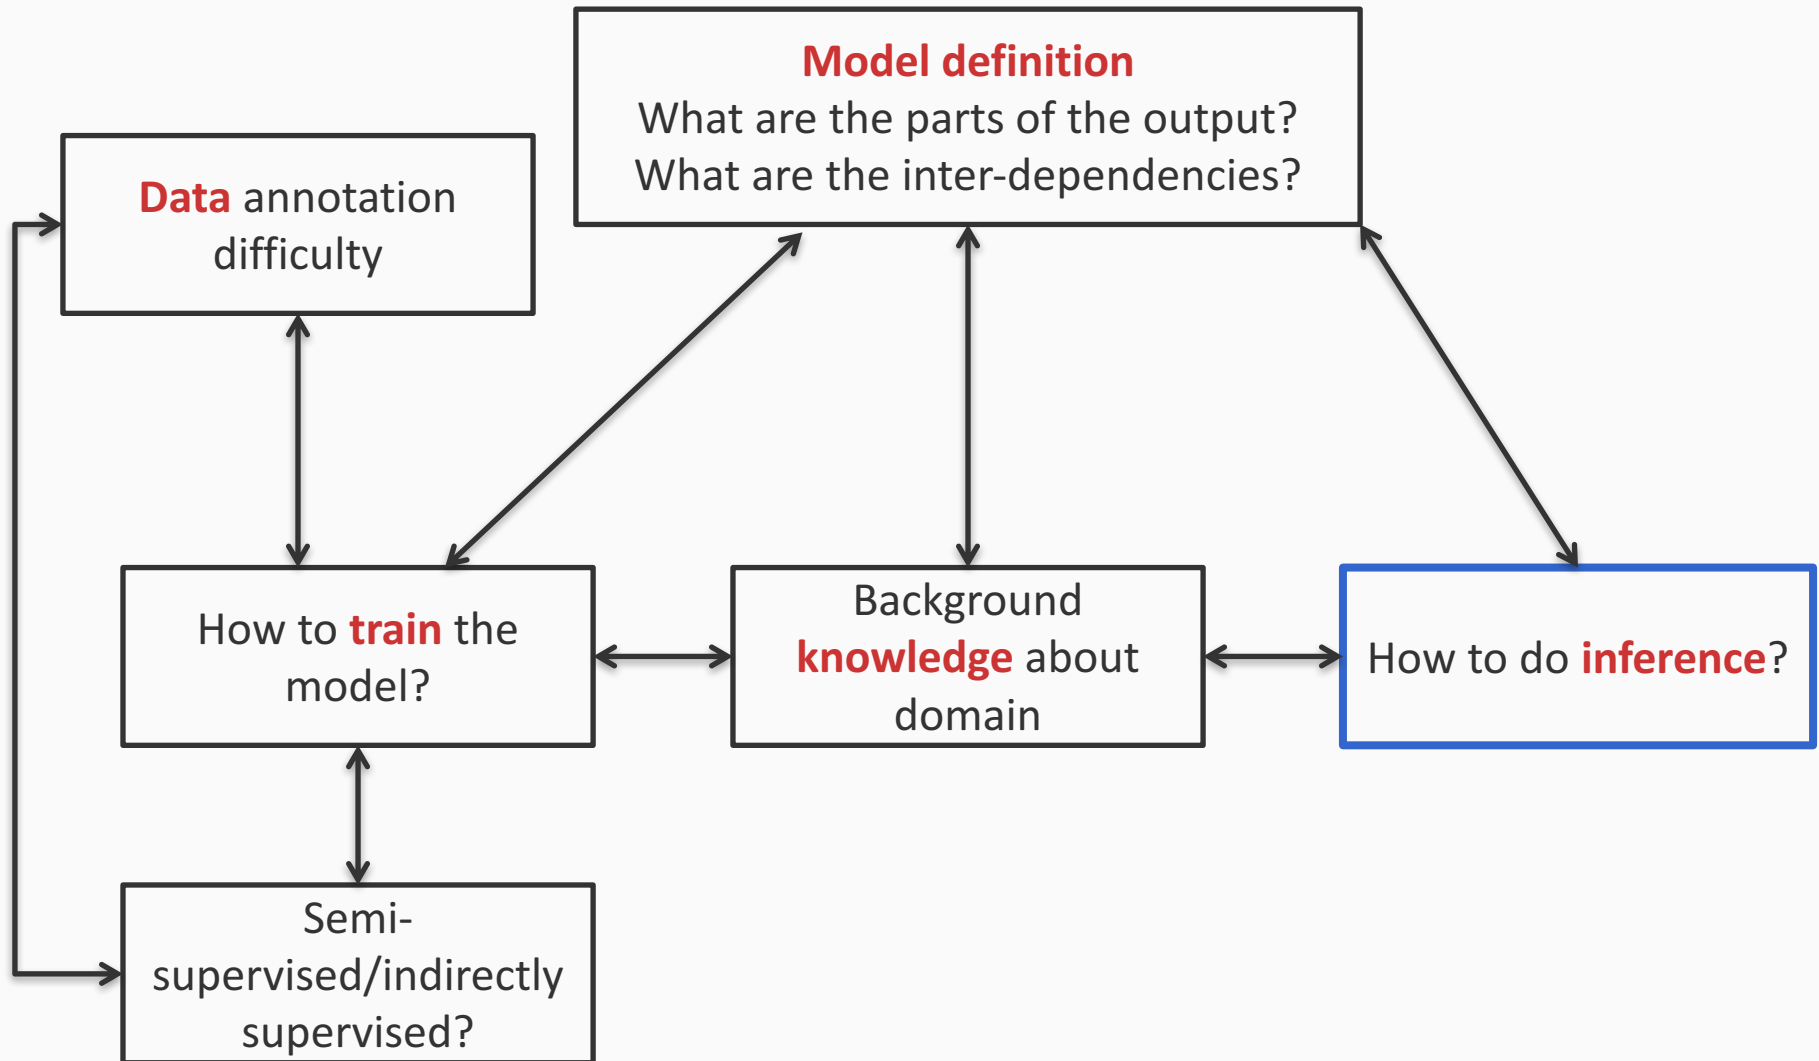 Model definition
What are the parts of the output?
What are the inter-dependencies?
Data annotation
difficulty
How to train the
model?
Background
knowledge about
domain
How to do inference?
Semi-
supervised/indirectly
supervised?